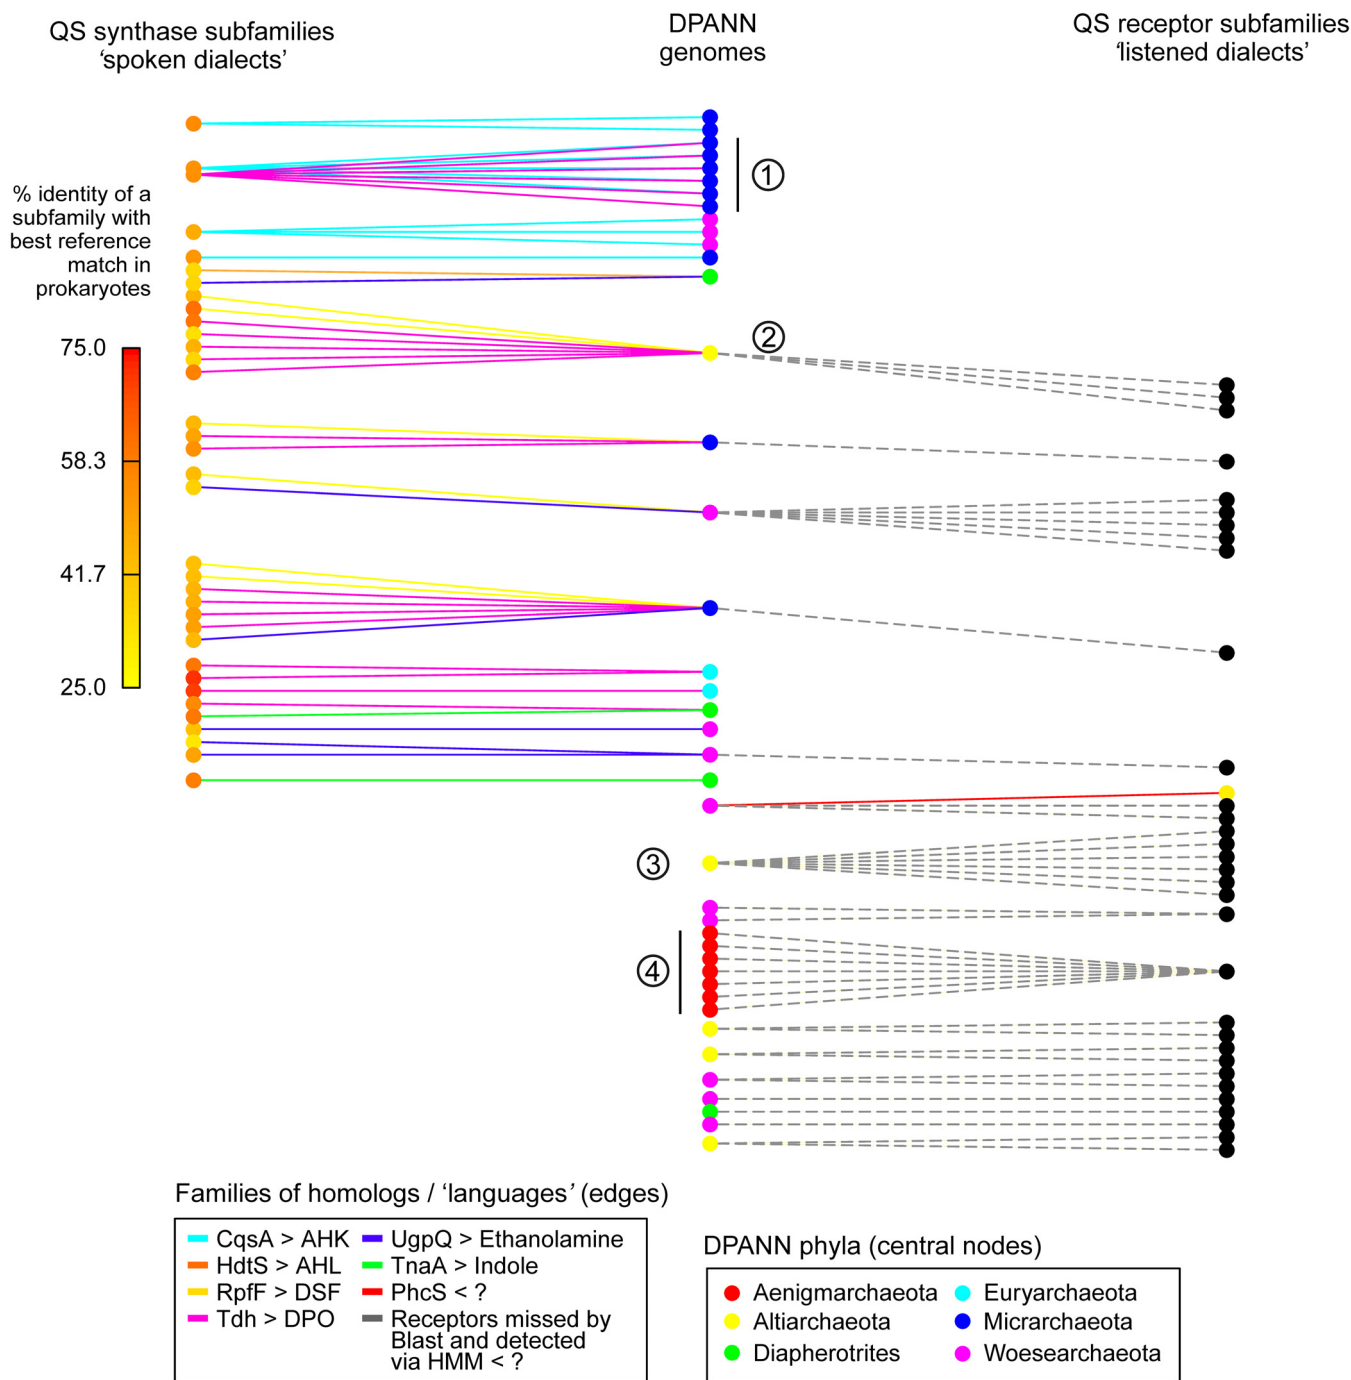 QS synthase subfamilies
‘spoken dialects’
DPANN
genomes
QS receptor subfamilies
‘listened dialects’
% identity of a
subfamily with
best reference
match in
prokaryotes
75.0
58.3
41.7
25.0
1
2
3
4
Families of homologs / ‘languages’ (edges)
CqsA > AHK
HdtS > AHL
RpfF > DSF
Tdh > DPO
UgpQ > Ethanolamine
TnaA > Indole
PhcS < ?
Receptors missed by
Blast and detected
via HMM < ?
DPANN phyla (central nodes)
Aenigmarchaeota
Altiarchaeota
Diapherotrites
Euryarchaeota
Micrarchaeota
Woesearchaeota